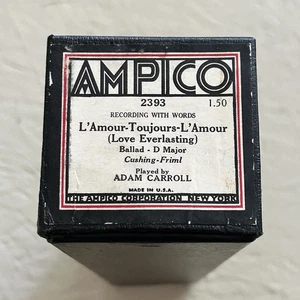 AMPICO
2393 1.50
RECORDING WITH WORDS
L'Amour-Toujours-L'Amour
(Love Everlasting)
Ballad - D Major
Cushing-Friml
Played by
ADAM CARROLL
MADE IN U.S.A.
THE AMPICO CORPORATION NEW YORK